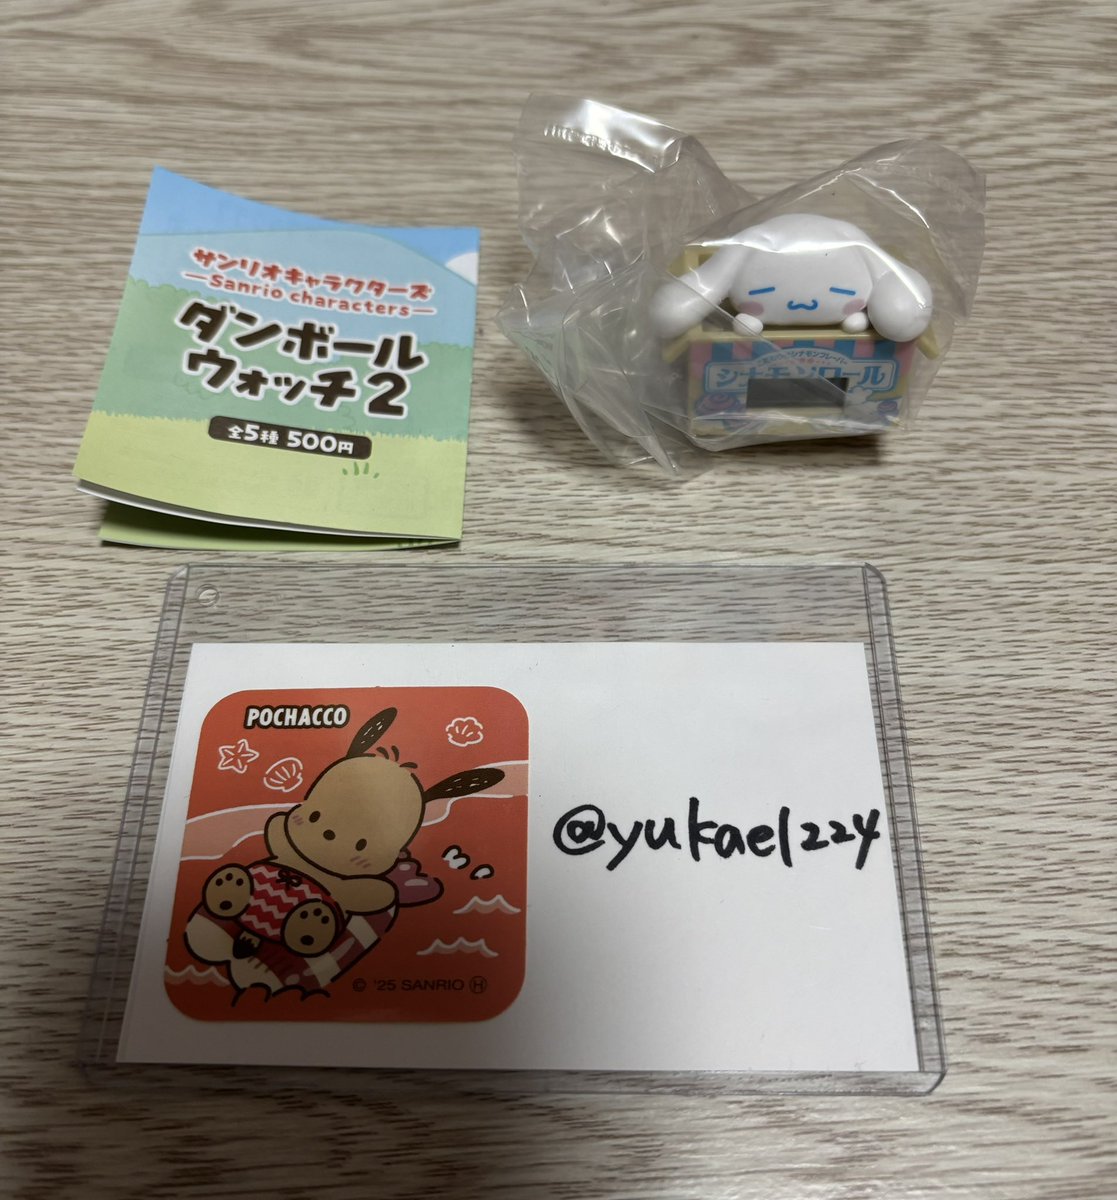 サンリオキャラクターズ
Sanrio characters
ダンボール
ウォッチ2
全5種 500円
シナモンロール
POCHACCO
@yukael224
© '25 SANRIO Ⓗ